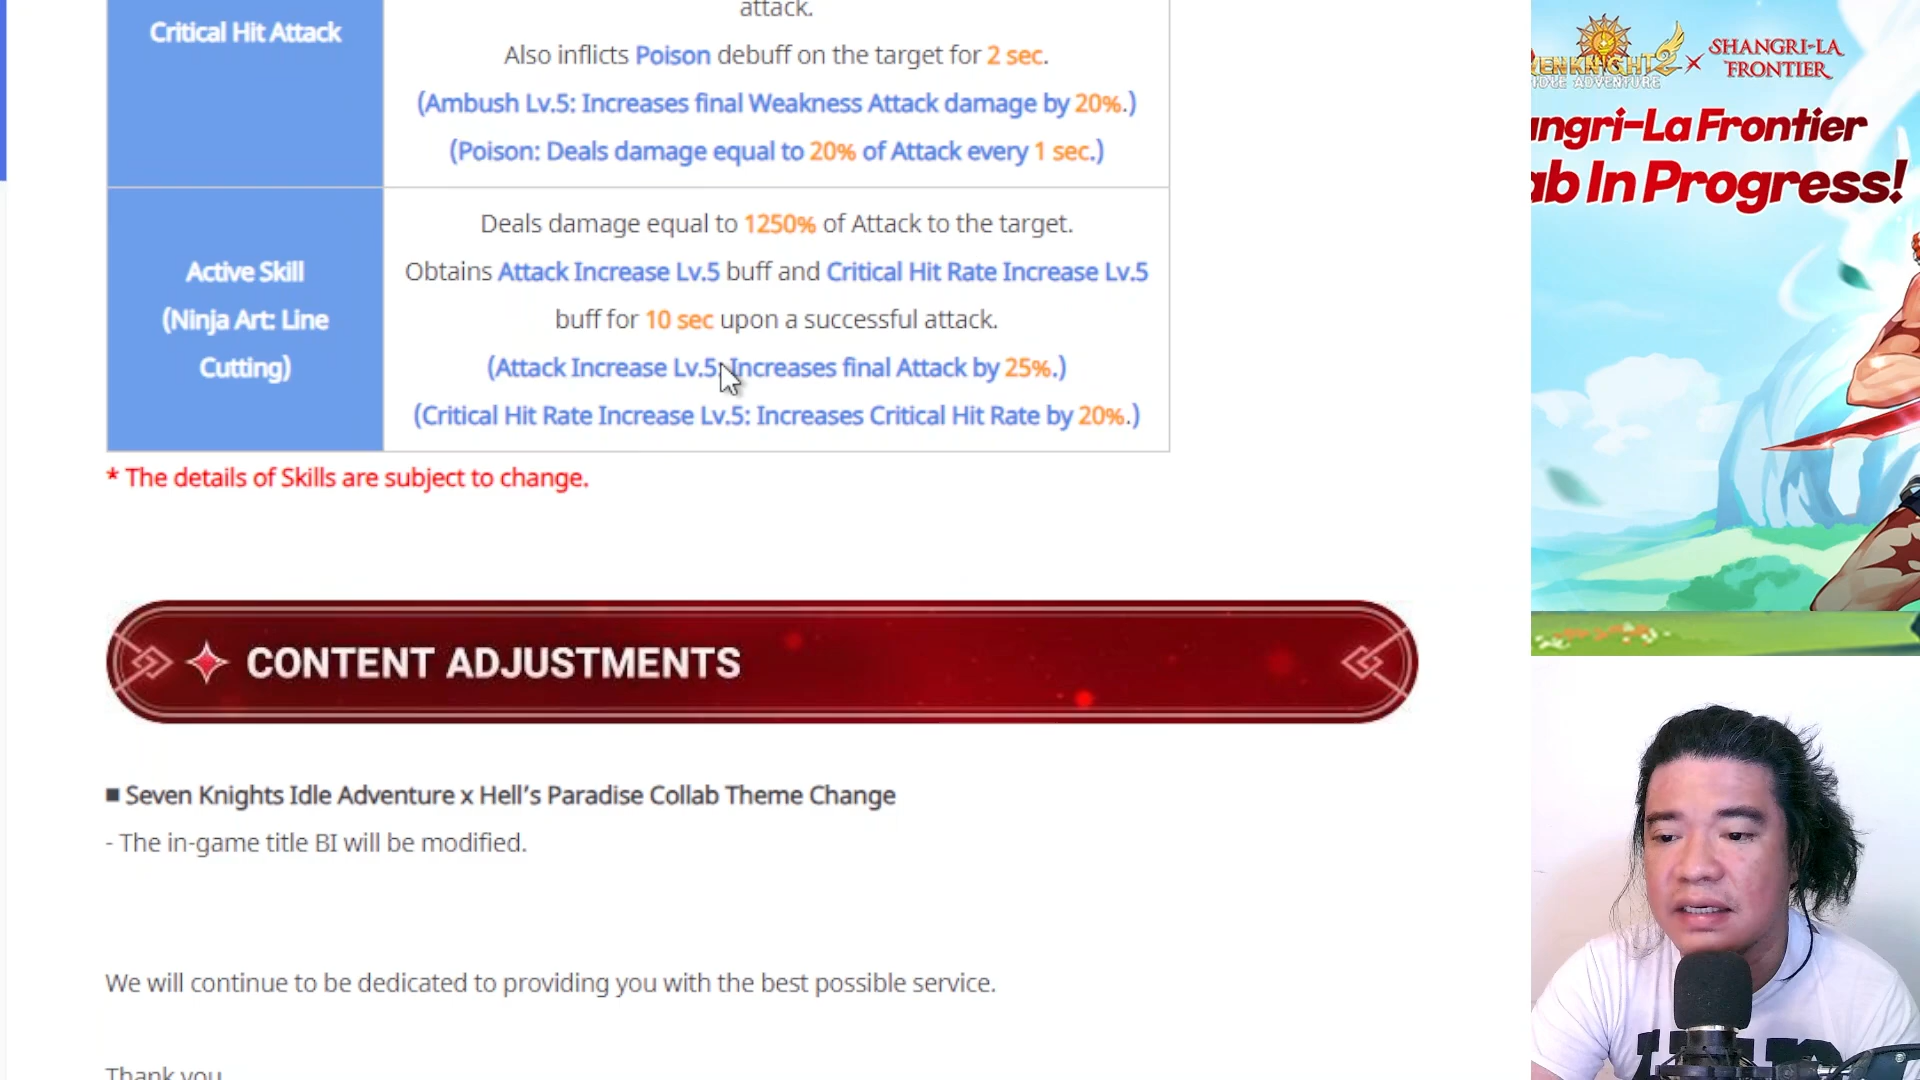 attack.
Critical Hit Attack
Also inflicts Poison debuff on the target for 2 sec.
(Ambush Lv.5: Increases final Weakness Attack damage by 20%.)
(Poison: Deals damage equal to 20% of Attack every 1 sec.)
Active Skill
(Ninja Art: Line
Cutting)
Deals damage equal to 1250% of Attack to the target.
Obtains Attack Increase Lv.5 buff and Critical Hit Rate Increase Lv.5
buff for 10 sec upon a successful attack.
(Attack Increase Lv.5: Increases final Attack by 25%.)
(Critical Hit Rate Increase Lv.5: Increases Critical Hit Rate by 20%.)
* The details of Skills are subject to change.
CONTENT ADJUSTMENTS
■ Seven Knights Idle Adventure x Hell's Paradise Collab Theme Change
- The in-game title BI will be modified.
We will continue to be dedicated to providing you with the best possible service.
Thank you
IDLE ADVENTURE
×
SHANGRI-LA
FRONTIER
ngri-La Frontier
ab In Progress!